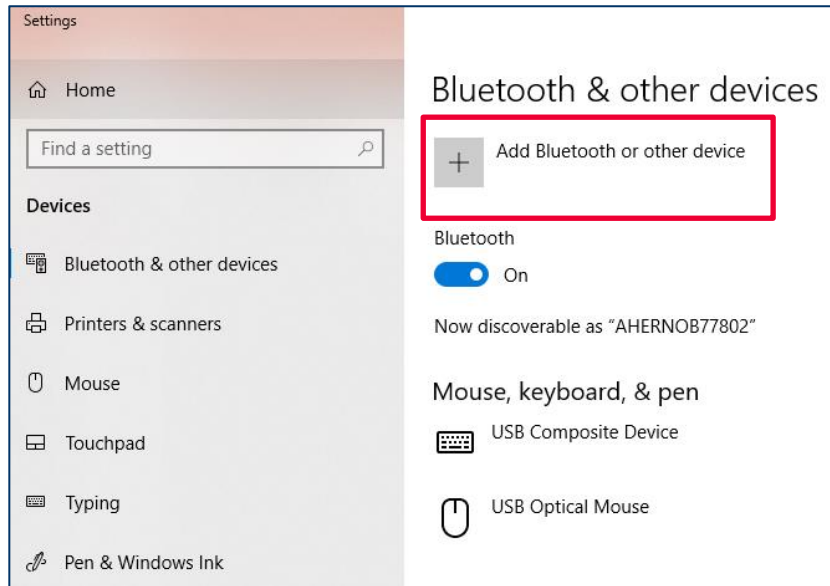 Settings
Home
Find a setting
Devices
Bluetooth & other devices
Printers & scanners
Mouse
Touchpad
Typing
Pen & Windows Ink
Bluetooth & other devices
Add Bluetooth or other device
Bluetooth
On
Now discoverable as “AHERNOB77802”
Mouse, keyboard, & pen
USB Composite Device
USB Optical Mouse